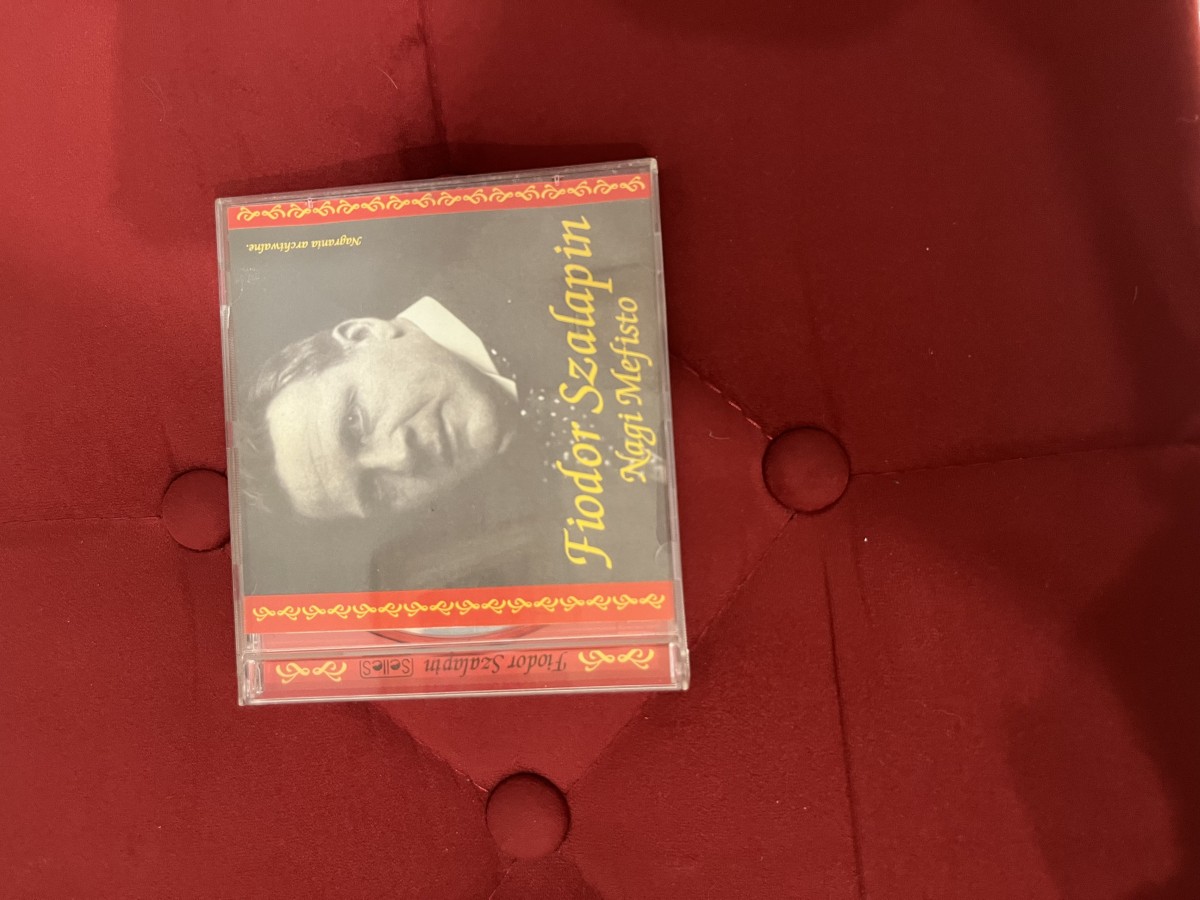 Nagrania archiwalne.
Fiodor Szalapin
Nagi Mefisto
Fiodor Szalapin
SelleS